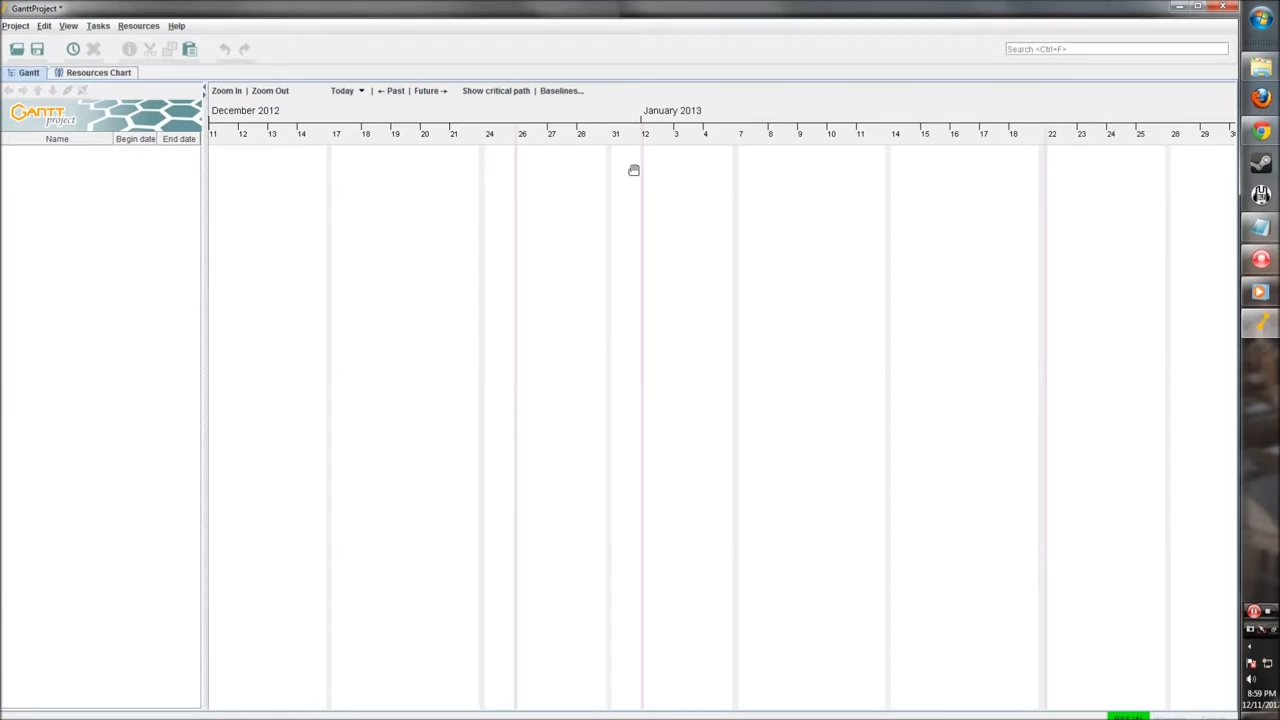 GanttProject *
Project Edit View Tasks Resources Help
Search <Ctrl+F>
Gantt Resources Chart
Zoom In | Zoom Out Today | ← Past | Future → Show critical path | Baselines...
GANTT project
December 2012 January 2013
11 12 13 14 17 18 19 20 21 24 26 27 28 31 12 3 4 7 8 9 10 11 14 15 16 17 18 22 23 24 25 28 29
Name Begin date End date
8:59 PM